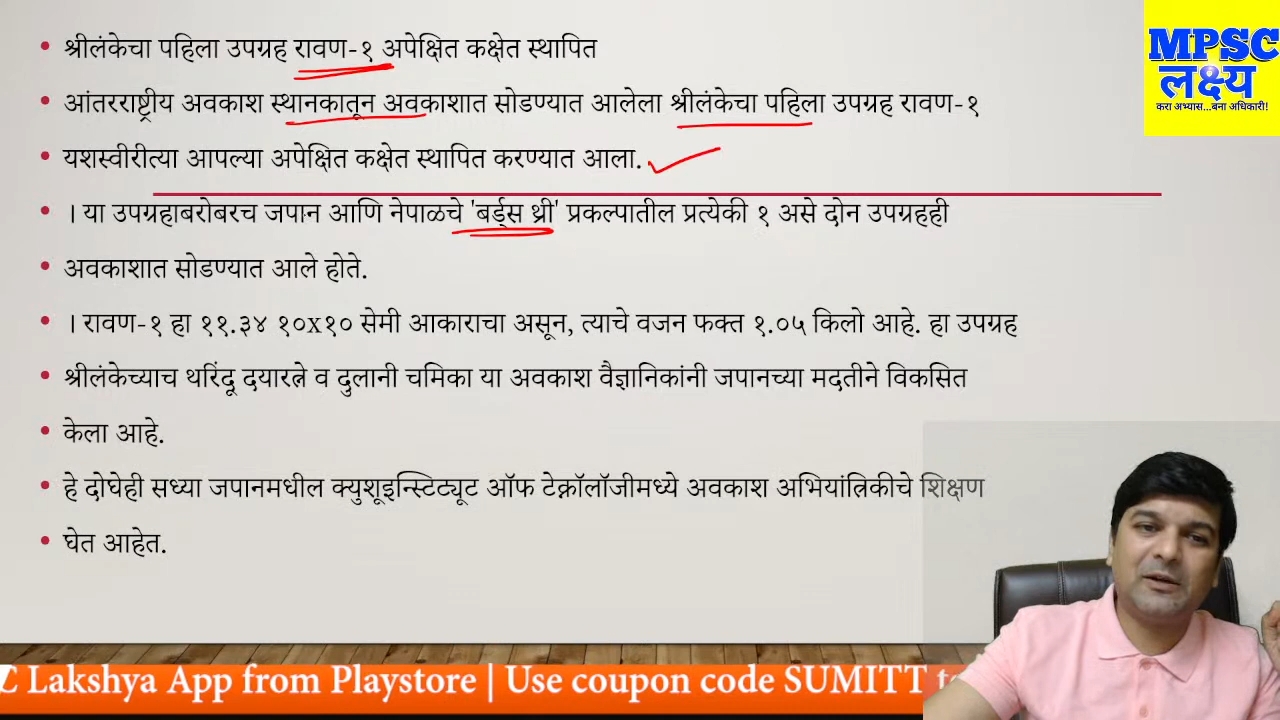 श्रीलंकेचा पहिला उपग्रह रावण-१ अपेक्षित कक्षेत स्थापित
आंतरराष्ट्रीय अवकाश स्थानकातून अवकाशात सोडण्यात आलेला श्रीलंकेचा पहिला उपग्रह रावण-१
यशस्वीरीत्या आपल्या अपेक्षित कक्षेत स्थापित करण्यात आला.
। या उपग्रहाबरोबरच जपान आणि नेपाळचे 'बर्ड्स थ्री' प्रकल्पातील प्रत्येकी १ असे दोन उपग्रहही
अवकाशात सोडण्यात आले होते.
। रावण-१ हा ११.३४ १०x१० सेमी आकाराचा असून, त्याचे वजन फक्त १.०५ किलो आहे. हा उपग्रह
श्रीलंकेच्याच थरिंदू दयारत्ने व दुलानी चमिका या अवकाश वैज्ञानिकांनी जपानच्या मदतीने विकसित
केला आहे.
हे दोघेही सध्या जपानमधील क्युशूइन्स्टिट्यूट ऑफ टेक्नॉलॉजीमध्ये अवकाश अभियांत्रिकीचे शिक्षण
घेत आहेत.
MPSC
लक्ष्य
करा अभ्यास...बना अधिकारी!
C Lakshya App from Playstore | Use coupon code SUMITT